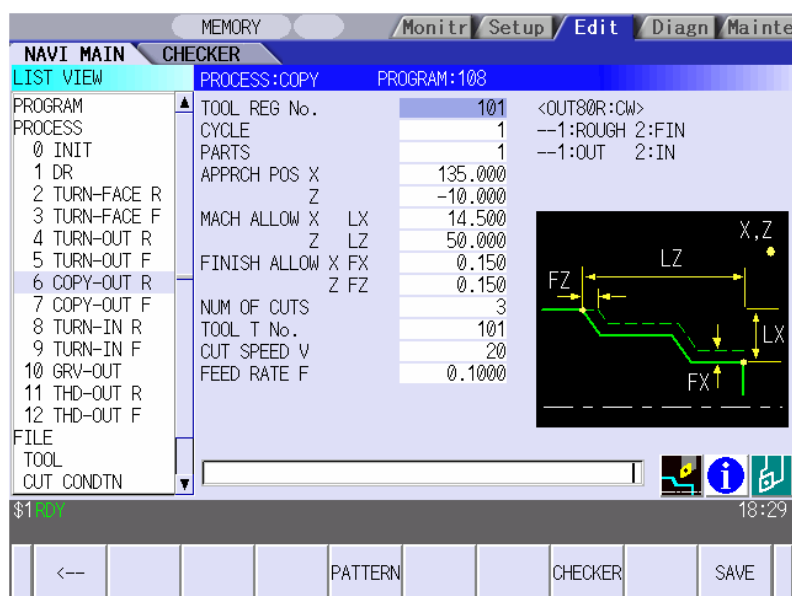 MEMORY Monitr Setup Edit Diagn Mainte
NAVI MAIN CHECKER
LIST VIEW
PROGRAM
PROCESS
0 INIT
1 DR
2 TURN-FACE R
3 TURN-FACE F
4 TURN-OUT R
5 TURN-OUT F
6 COPY-OUT R
7 COPY-OUT F
8 TURN-IN R
9 TURN-IN F
10 GRV-OUT
11 THD-OUT R
12 THD-OUT F
FILE
TOOL
CUT CONDTN
PROCESS:COPY PROGRAM:108
TOOL REG No. 101 <OUT80R:CW>
CYCLE 1 --1:ROUGH 2:FIN
PARTS 1 --1:OUT 2:IN
APPRCH POS X 135.000
Z -10.000
MACH ALLOW X LX 14.500
Z LZ 50.000
FINISH ALLOW X FX 0.150
Z FZ 0.150
NUM OF CUTS 3
TOOL T No. 101
CUT SPEED V 20
FEED RATE F 0.1000
X,Z
LZ
FZ
LX
FX
i
$1 RDY 18:29
<-- PATTERN CHECKER SAVE